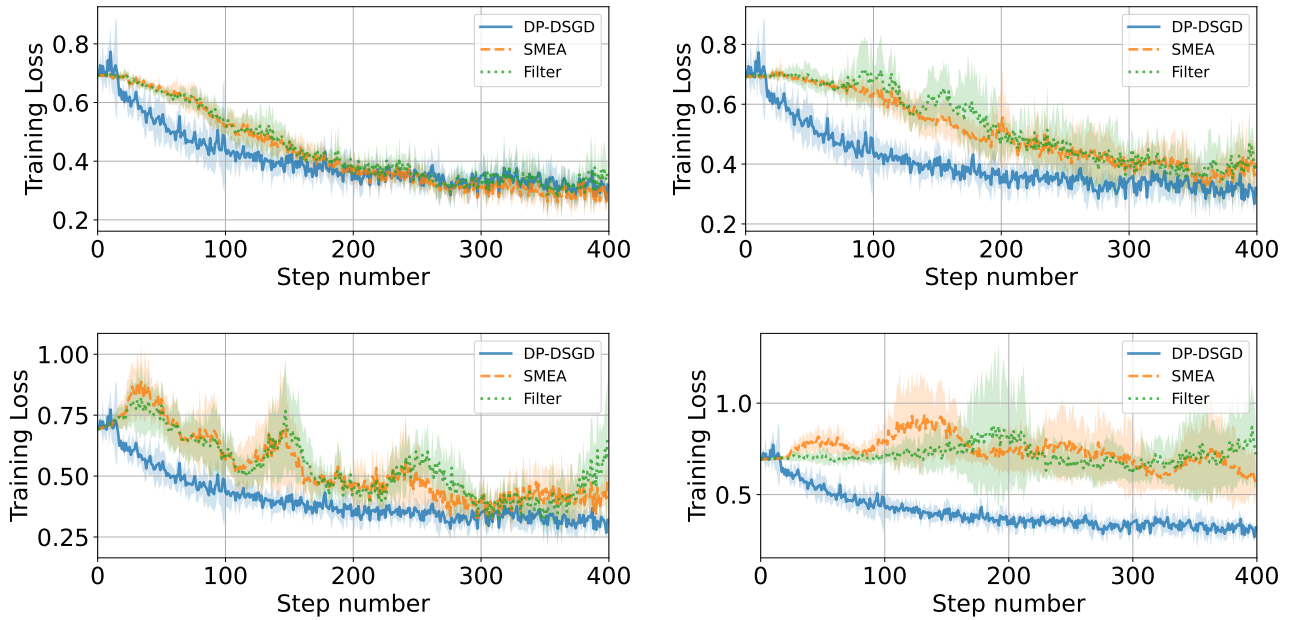 Training Loss
0.8
0.6
0.4
0.2
0
100
200
300
400
Step number
DP-DSGD
SMEA
Filter
Training Loss
0.8
0.6
0.4
0.2
0
100
200
300
400
Step number
DP-DSGD
SMEA
Filter
Training Loss
1.00
0.75
0.50
0.25
0
100
200
300
400
Step number
DP-DSGD
SMEA
Filter
Training Loss
1.0
0.5
0
100
200
300
400
Step number
DP-DSGD
SMEA
Filter